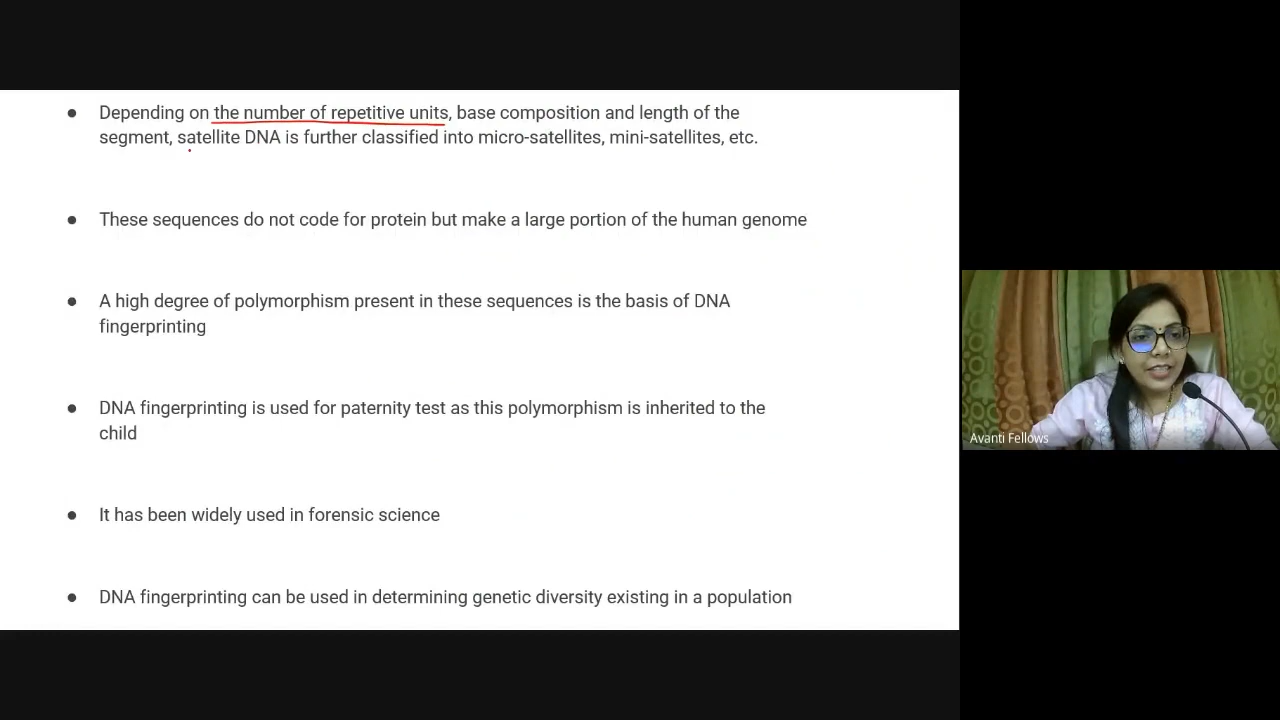 ● Depending on the number of repetitive units, base composition and length of the
segment, satellite DNA is further classified into micro-satellites, mini-satellites, etc.
● These sequences do not code for protein but make a large portion of the human genome
● A high degree of polymorphism present in these sequences is the basis of DNA
fingerprinting
● DNA fingerprinting is used for paternity test as this polymorphism is inherited to the
child
● It has been widely used in forensic science
● DNA fingerprinting can be used in determining genetic diversity existing in a population
Avanti Fellows